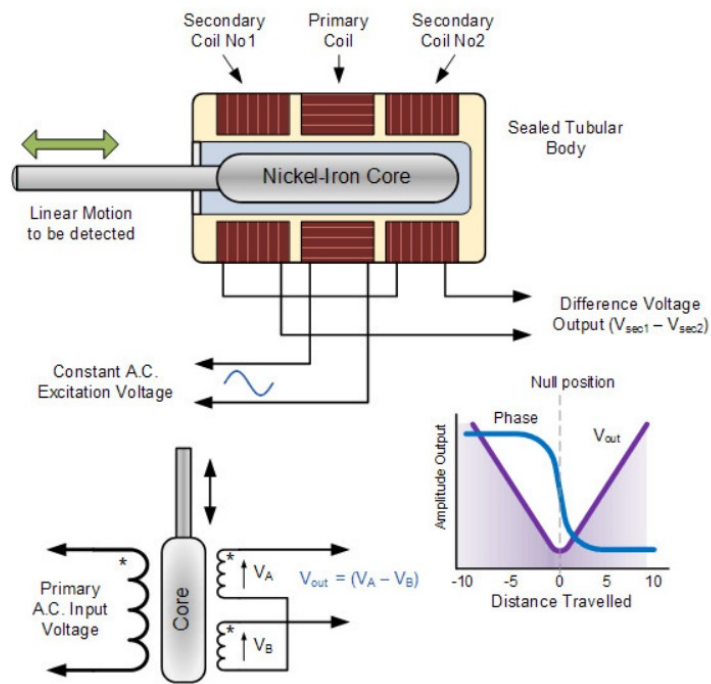 Secondary
Coil No1
Primary
Coil
Secondary
Coil No2
Sealed Tubular
Body
Nickel-Iron Core
Linear Motion
to be detected
Difference Voltage
Output (Vsec1 – Vsec2)
Constant A.C.
Excitation Voltage
Null position
Phase
Vout
Amplitude Output
-10 -5 0 5 10
Distance Travelled
*
Primary
A.C. Input
Voltage
Core
*
VA
Vout = (VA – VB)
*
VB